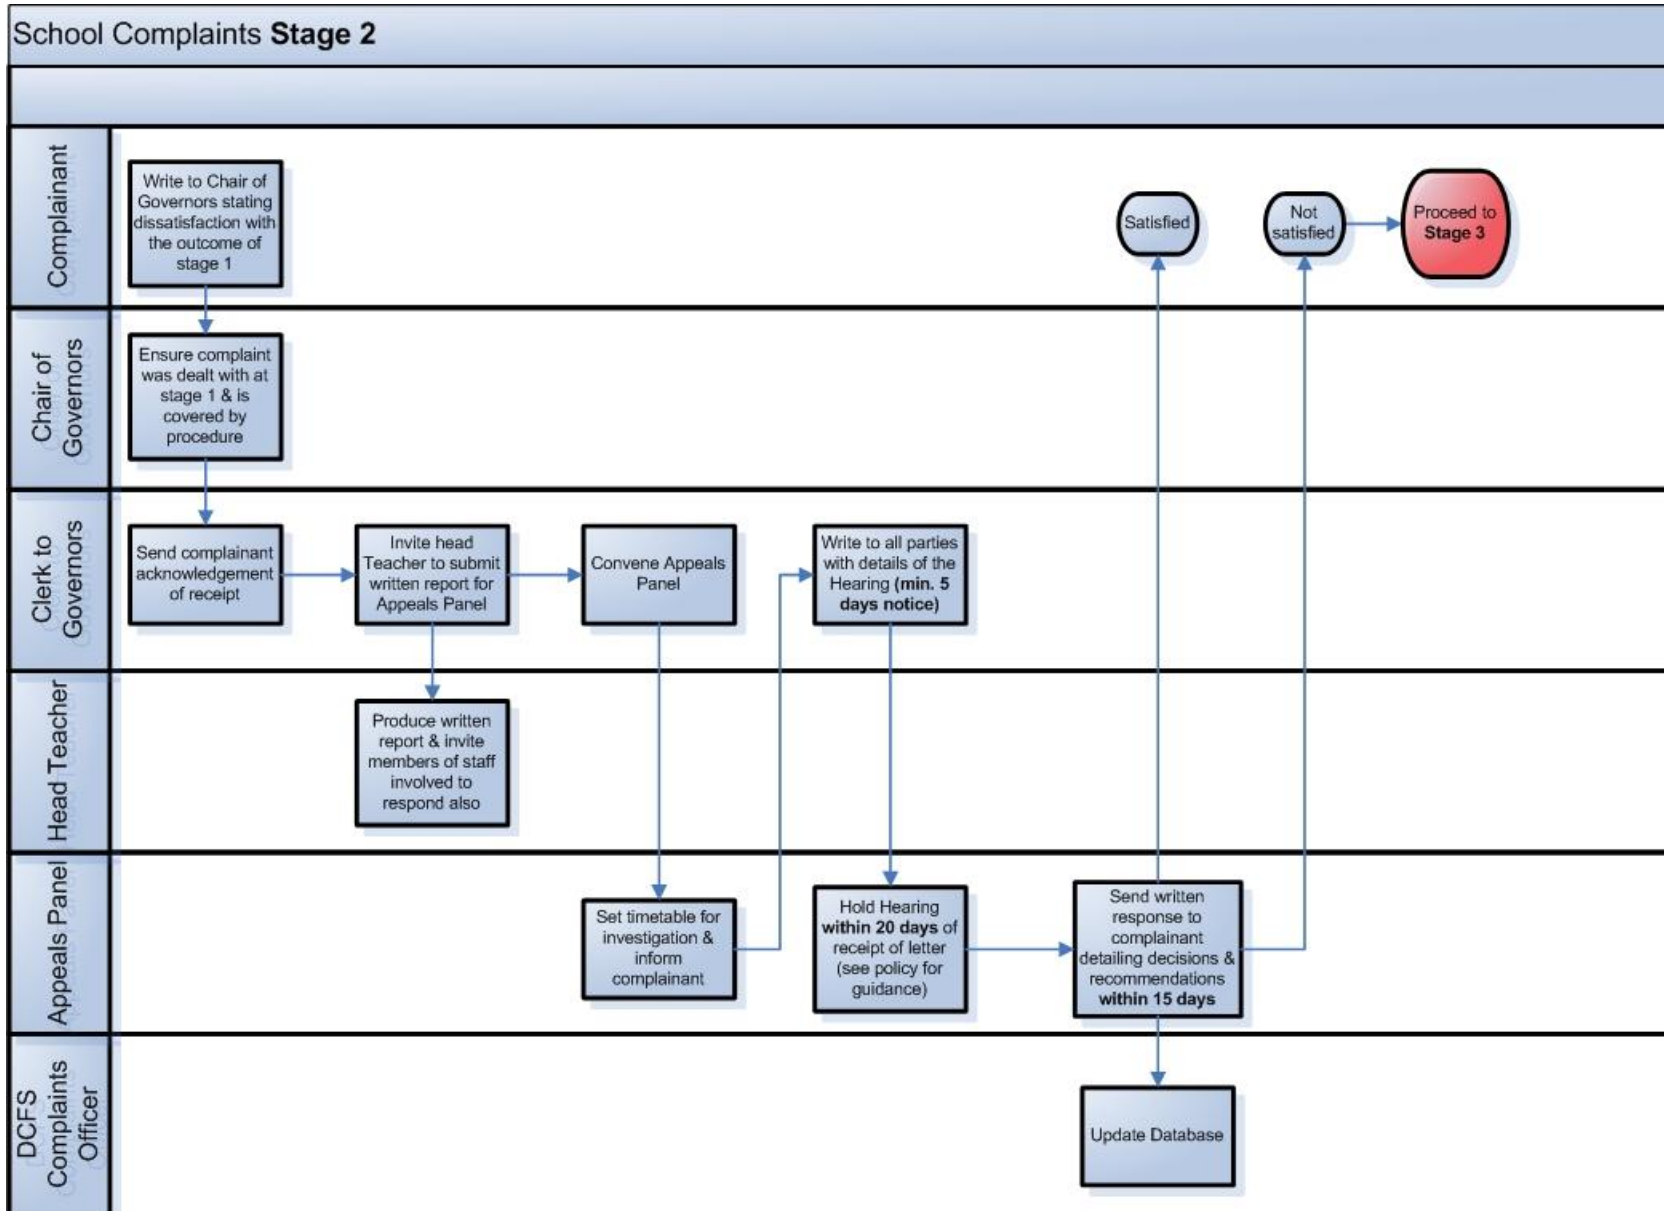 School Complaints Stage 2
Complainant
Write to Chair of
Governors stating
dissatisfaction with
the outcome of
stage 1
Satisfied
Not
satisfied
Proceed to
Stage 3
Chair of
Governors
Ensure complaint
was dealt with at
stage 1 & is
covered by
procedure
Clerk to
Governors
Send complainant
acknowledgement
of receipt
Invite head
Teacher to submit
written report for
Appeals Panel
Convene Appeals
Panel
Write to all parties
with details of the
Hearing (min. 5
days notice)
Head Teacher
Produce written
report & invite
members of staff
involved to
respond also
Appeals Panel
Set timetable for
investigation &
inform
complainant
Hold Hearing
within 20 days of
receipt of letter
(see policy for
guidance)
Send written
response to
complainant
detailing decisions &
recommendations
within 15 days
DCFS
Complaints
Officer
Update Database